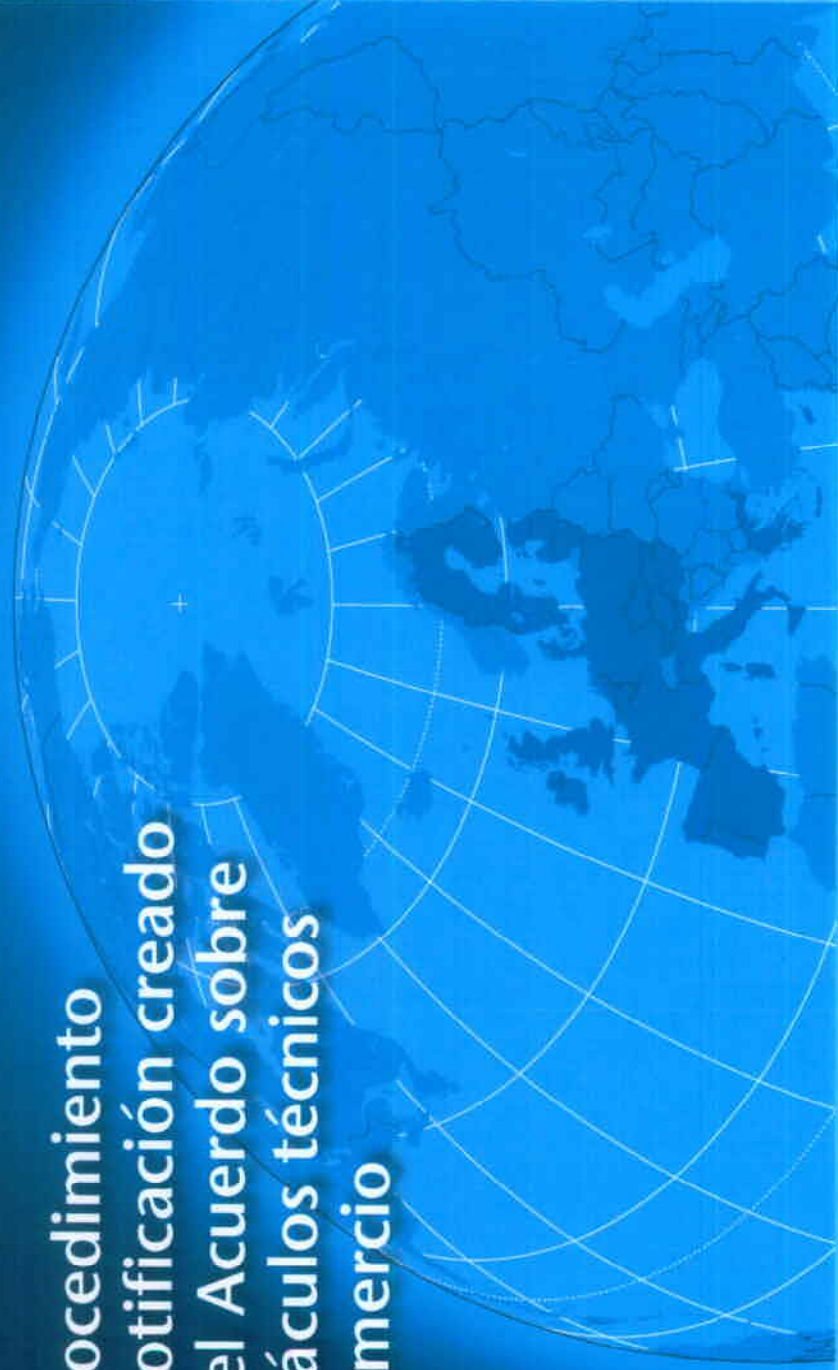 ocedimiento
otificación creado
el Acuerdo sobre
áculos técnicos
mercio